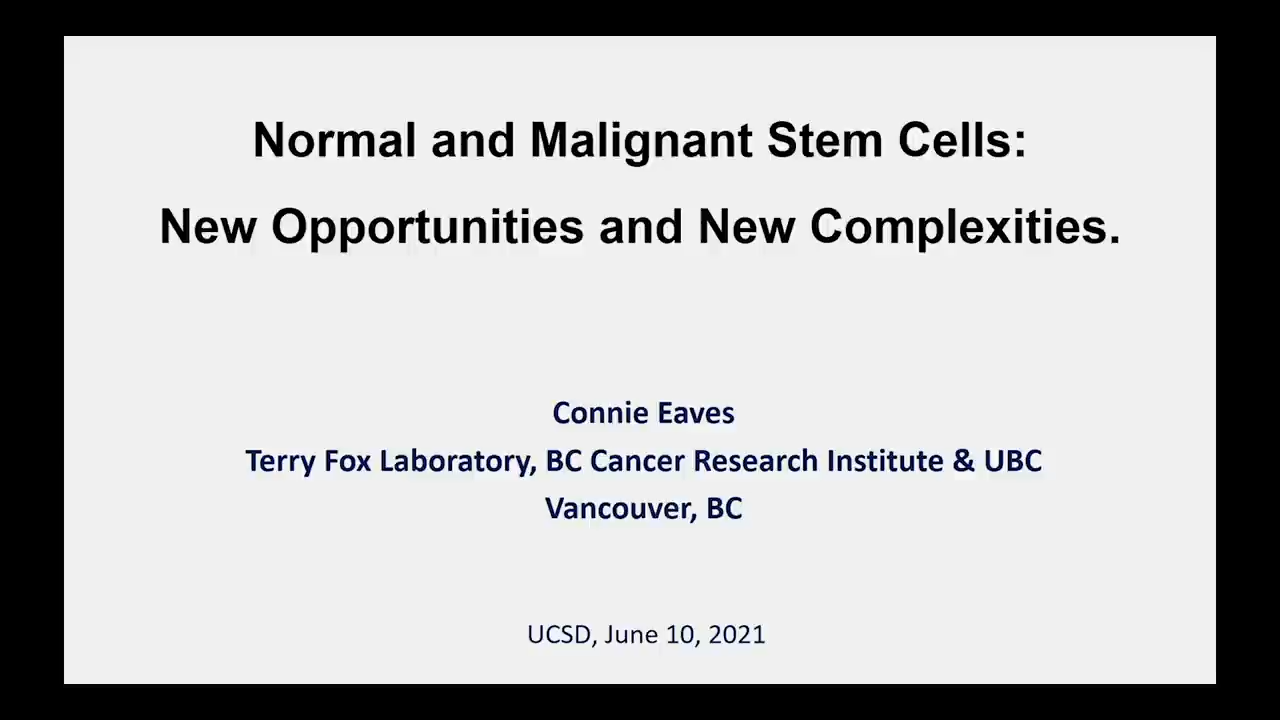 Normal and Malignant Stem Cells:
New Opportunities and New Complexities.
Connie Eaves
Terry Fox Laboratory, BC Cancer Research Institute & UBC
Vancouver, BC
UCSD, June 10, 2021